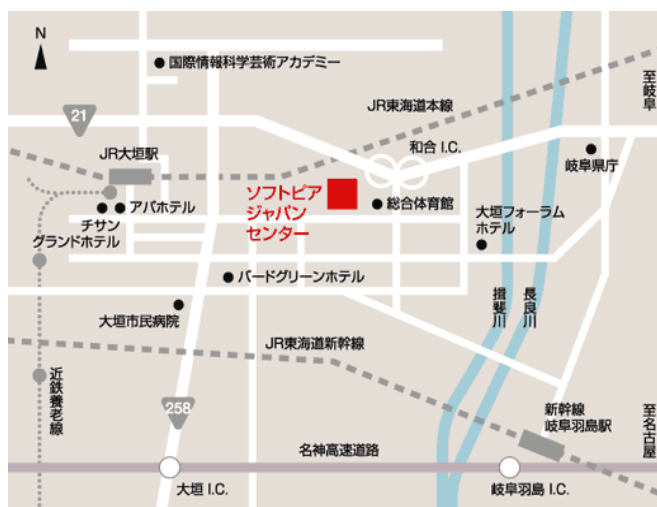 N
国際情報科学芸術アカデミー
21
JR東海道本線
至岐阜
JR大垣駅
和合 I.C.
岐阜県庁
ソフトピア
ジャパン
センター
総合体育館
アパホテル
チサン
グランドホテル
大垣フォーラム
ホテル
バードグリーンホテル
大垣市民病院
揖斐川
長良川
JR東海道新幹線
近鉄養老線
258
新幹線
岐阜羽島駅
至名古屋
名神高速道路
大垣 I.C.
岐阜羽島 I.C.